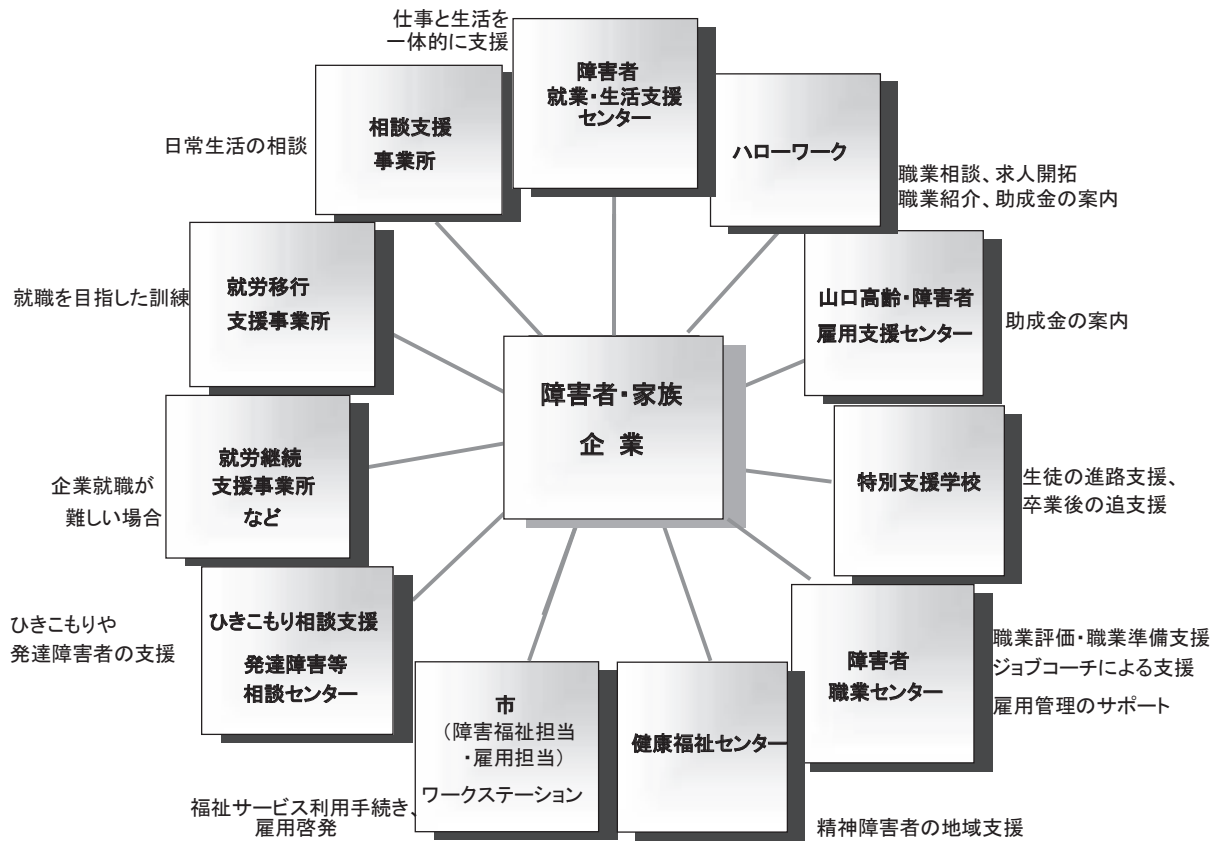 仕事と生活を
一体的に支援
障害者
就業・生活支援
センター
相談支援
事業所
日常生活の相談
ハローワーク
職業相談、求人開拓
職業紹介、助成金の案内
就労移行
支援事業所
就職を目指した訓練
山口高齢・障害者
雇用支援センター
助成金の案内
障害者・家族
企 業
就労継続
支援事業所
など
企業就職が
難しい場合
特別支援学校
生徒の進路支援、
卒業後の追支援
ひきこもり相談支援
発達障害等
相談センター
ひきこもりや
発達障害者の支援
障害者
職業センター
職業評価・職業準備支援
ジョブコーチによる支援
雇用管理のサポート
市
（障害福祉担当
・雇用担当）
ワークステーション
福祉サービス利用手続き、
雇用啓発
健康福祉センター
精神障害者の地域支援